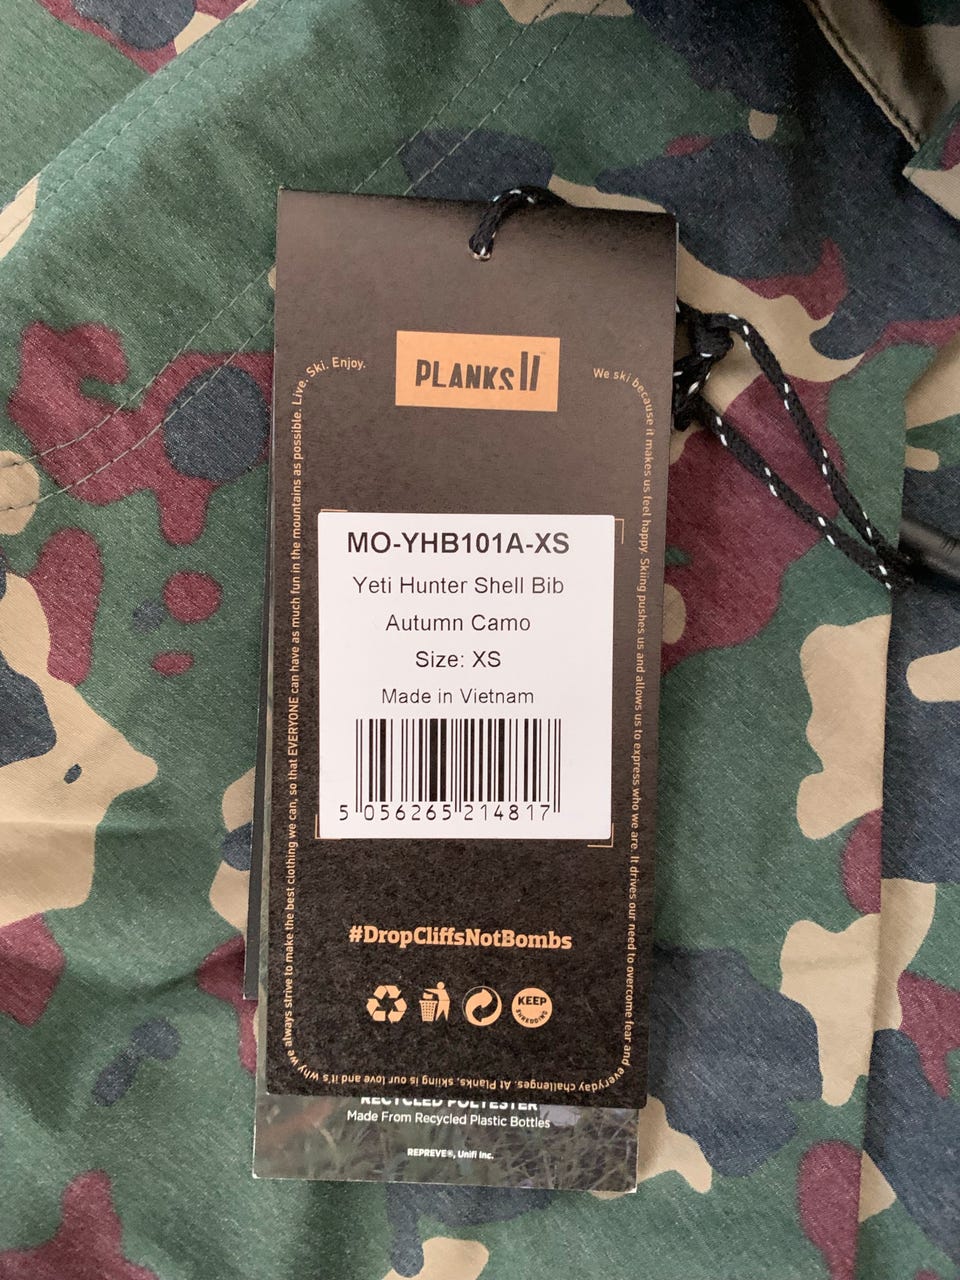 PLANKS
We ski because it makes us feel happy. Skiing pushes us and allows us to express who we are. It drives our need to overcome fear and everyday challenges. At Planks, skiing is our love and it's why we always strive to make the best clothing we can, so that EVERYONE can have as much fun in the mountains as possible. Live. Ski. Enjoy.
MO-YHB101A-XS
Yeti Hunter Shell Bib
Autumn Camo
Size: XS
Made in Vietnam
5 056265 214817
#DropCliffsNotBombs
KEEP
SHREDDING
RECYCLED POLYESTER
Made From Recycled Plastic Bottles
REPREVE®, Unifi Inc.